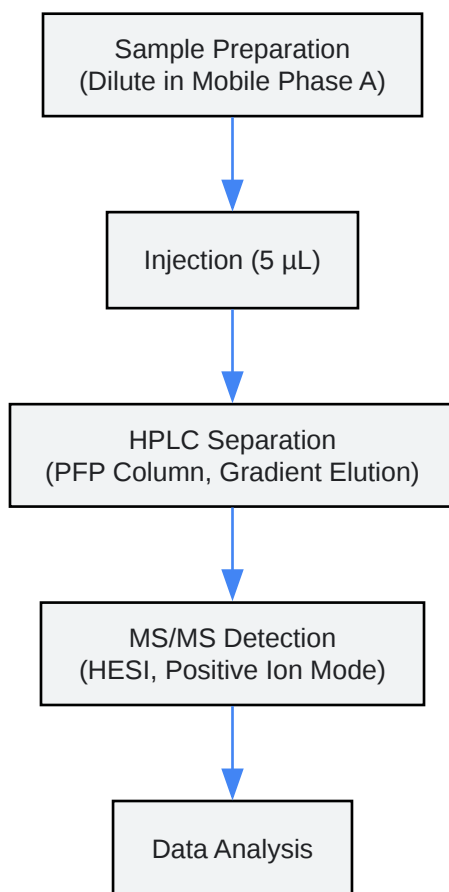 Sample Preparation
(Dilute in Mobile Phase A)
Injection (5 µL)
HPLC Separation
(PFP Column, Gradient Elution)
MS/MS Detection
(HESI, Positive Ion Mode)
Data Analysis